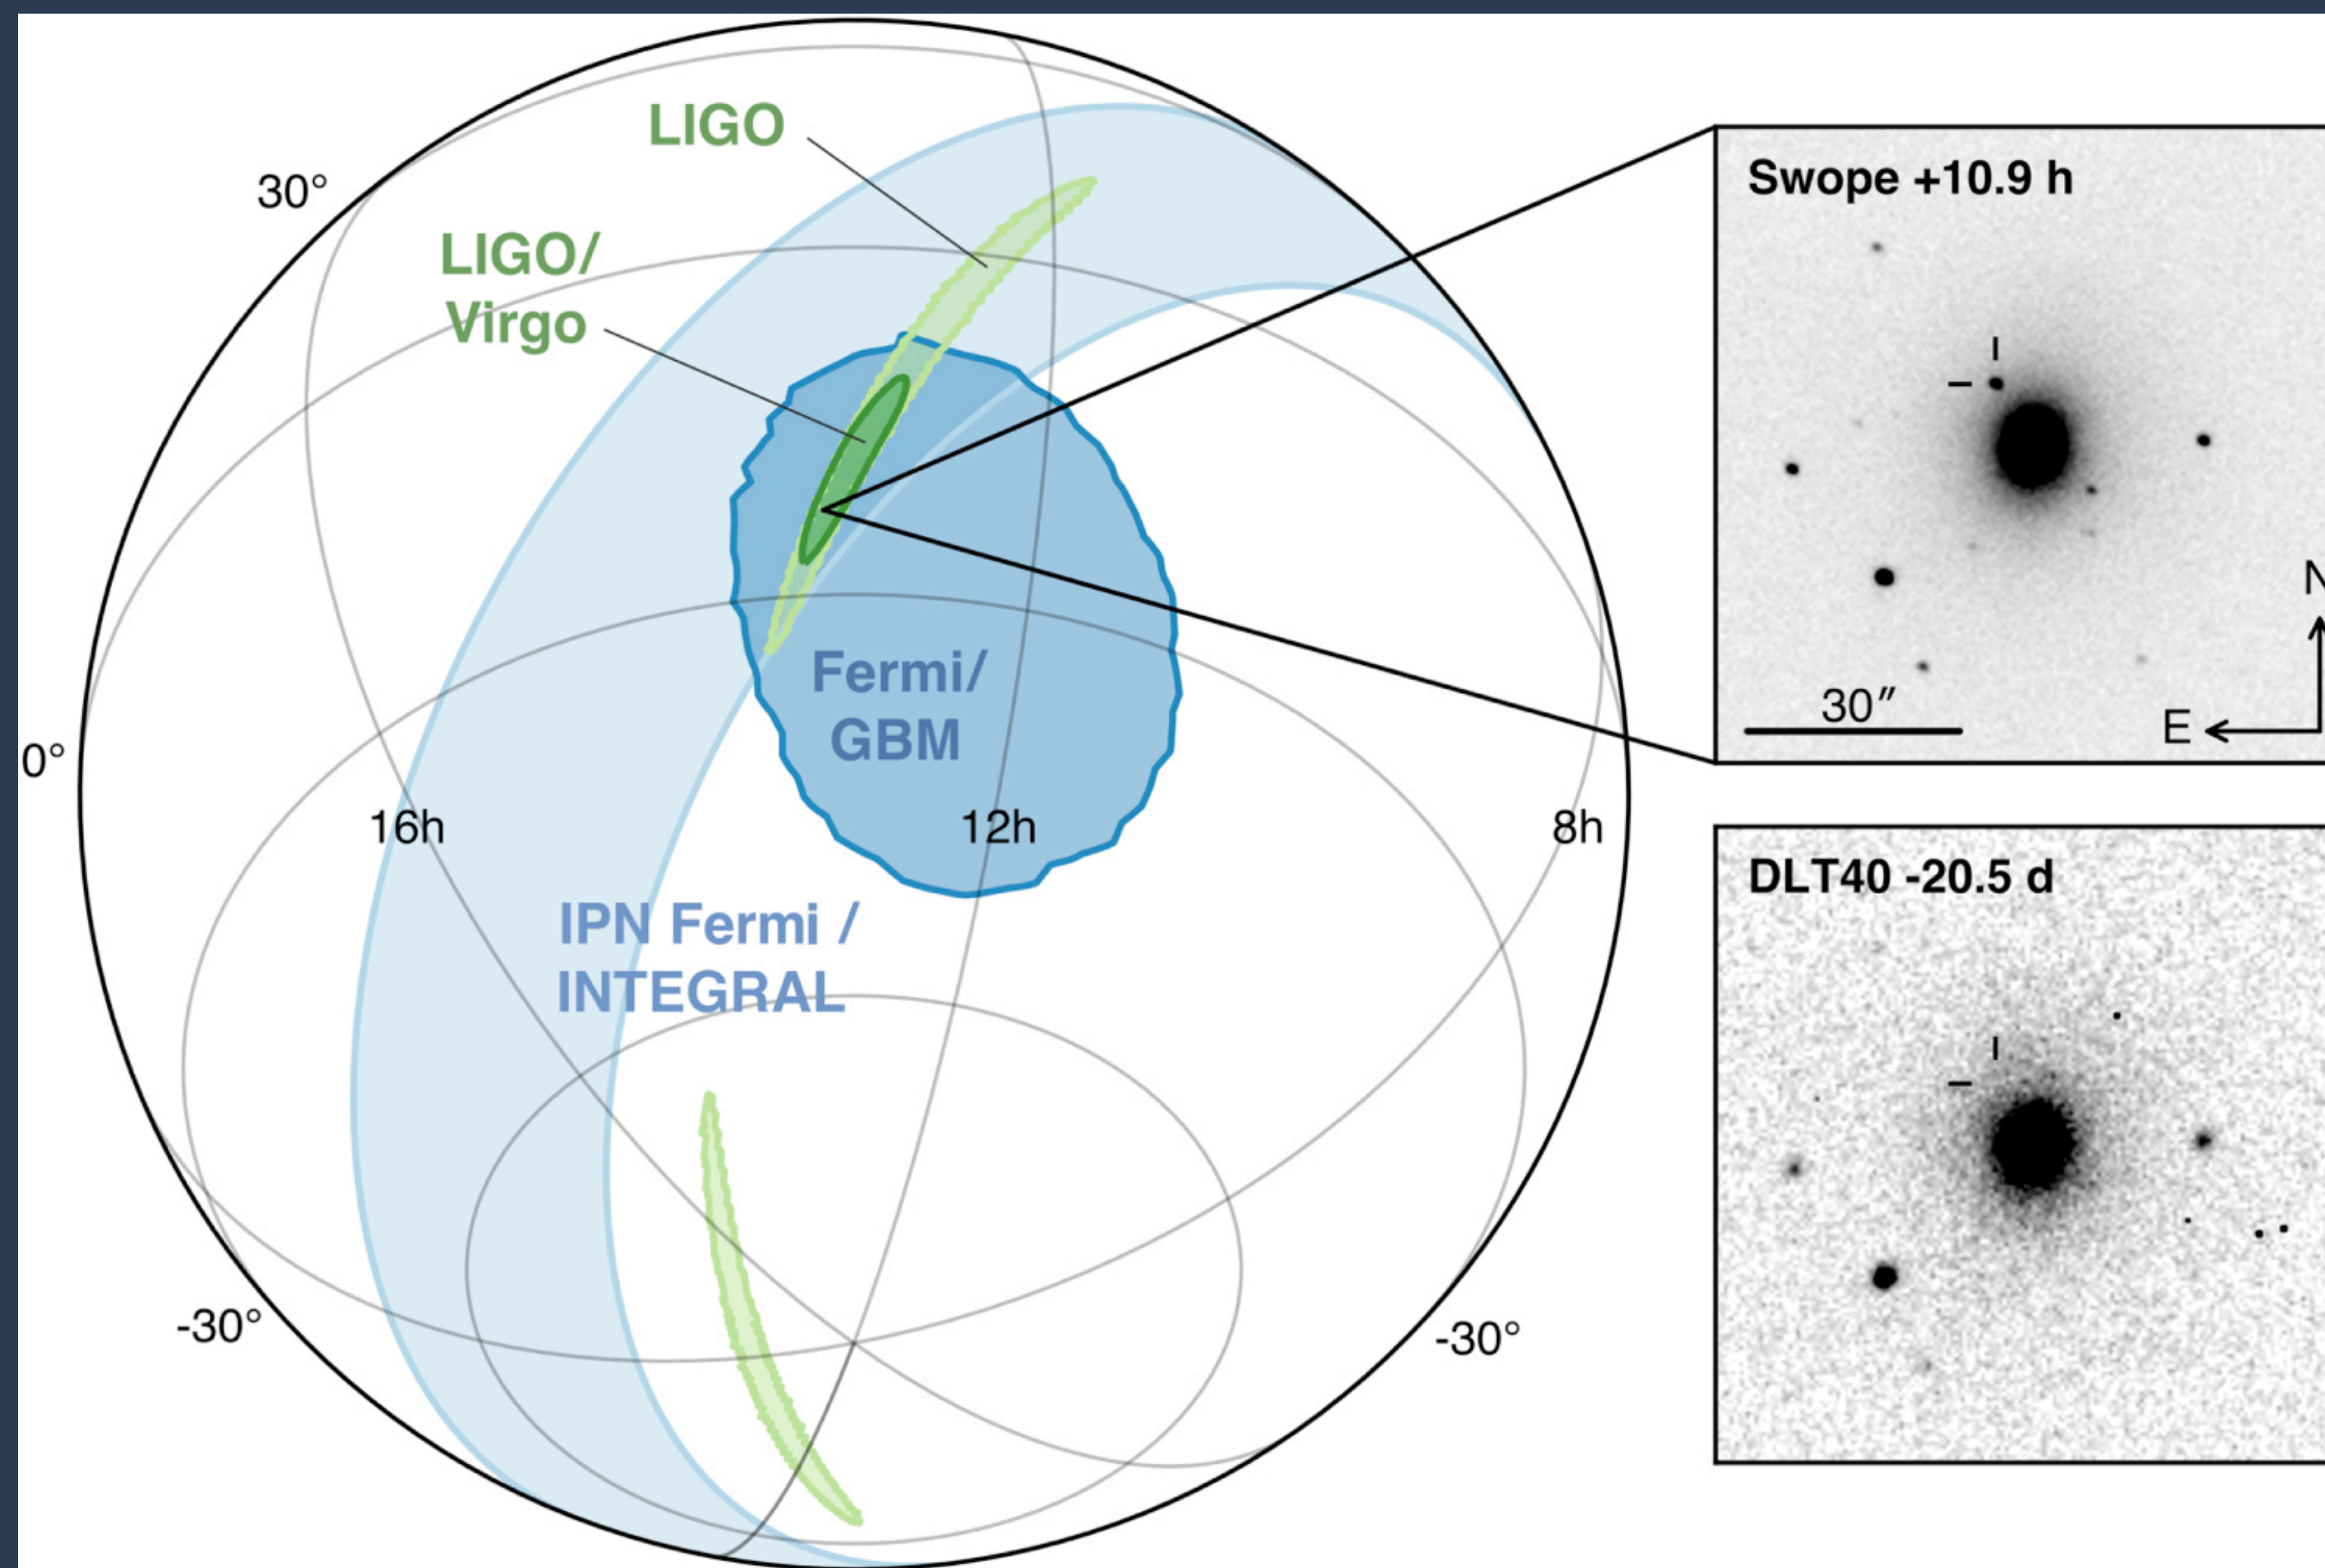 LIGO
30°
LIGO/
Virgo
Fermi/
GBM
0°
16h
12h
8h
IPN Fermi /
INTEGRAL
-30°
-30°
Swope +10.9 h
N
30″
E
DLT40 -20.5 d